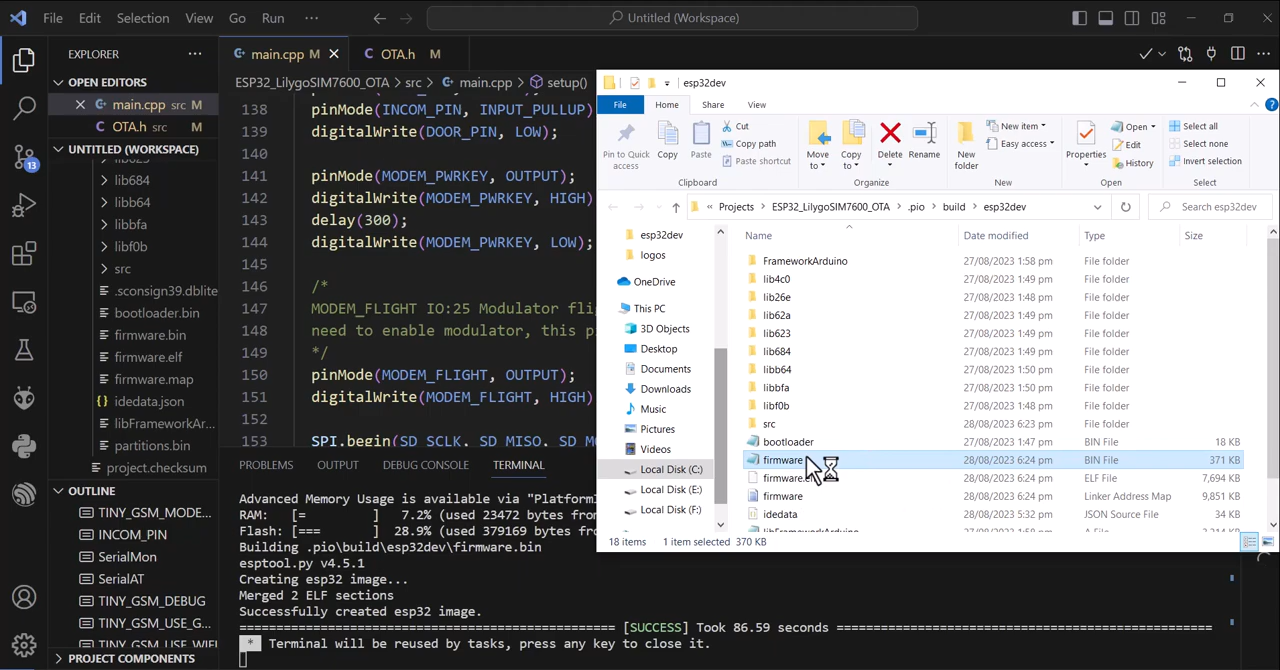 File Edit Selection View Go Run ··· Untitled (Workspace)
EXPLORER ···
OPEN EDITORS
main.cpp src M
OTA.h src M
UNTITLED (WORKSPACE)
lib684
libb64
libbfa
libf0b
src
.sconsign39.dblite
bootloader.bin
firmware.bin
firmware.elf
firmware.map
idedata.json
libFrameworkAr...
partitions.bin
project.checksum
OUTLINE
TINY_GSM_MODE...
INCOM_PIN
SerialMon
SerialAT
TINY_GSM_DEBUG
TINY_GSM_USE_G...
TINY_GSM_USE_WIFI
PROJECT COMPONENTS
13
main.cpp M
OTA.h M
ESP32_LilygoSIM7600_OTA > src > main.cpp > setup()
138 pinMode(INCOM_PIN, INPUT_PULLUP)
139 digitalWrite(DOOR_PIN, LOW);
140
141 pinMode(MODEM_PWRKEY, OUTPUT);
142 digitalWrite(MODEM_PWRKEY, HIGH)
143 delay(300);
144 digitalWrite(MODEM_PWRKEY, LOW);
145
146 /*
147 MODEM_FLIGHT IO:25 Modulator fli
148 need to enable modulator, this p
149 */
150 pinMode(MODEM_FLIGHT, OUTPUT);
151 digitalWrite(MODEM_FLIGHT, HIGH)
152
153 SPI.begin(SD_SCLK, SD_MISO, SD_M
PROBLEMS OUTPUT DEBUG CONSOLE TERMINAL
Advanced Memory Usage is available via "Platform
RAM: [= ] 7.2% (used 23472 bytes from
Flash: [=== ] 28.9% (used 379169 bytes fro
Building .pio\build\esp32dev\firmware.bin
esptool.py v4.5.1
Creating esp32 image...
Merged 2 ELF sections
Successfully created esp32 image.
[SUCCESS] Took 86.59 seconds
* Terminal will be reused by tasks, press any key to close it.
esp32dev
File Home Share View
Pin to Quick access
Copy
Paste
Cut
Copy path
Paste shortcut
Clipboard
Move to
Copy to
Delete
Rename
Organize
New folder
New item
Easy access
New
Properties
Open
Edit
History
Open
Select all
Select none
Invert selection
Select
« Projects > ESP32_LilygoSIM7600_OTA > .pio > build > esp32dev
Search esp32dev
esp32dev
logos
OneDrive
This PC
3D Objects
Desktop
Documents
Downloads
Music
Pictures
Videos
Local Disk (C:)
Local Disk (E:)
Local Disk (F:)
Name Date modified Type Size
FrameworkArduino 27/08/2023 1:58 pm File folder
lib4c0 27/08/2023 1:49 pm File folder
lib26e 27/08/2023 1:48 pm File folder
lib62a 27/08/2023 1:49 pm File folder
lib623 27/08/2023 1:49 pm File folder
lib684 27/08/2023 1:49 pm File folder
libb64 27/08/2023 1:50 pm File folder
libbfa 27/08/2023 1:50 pm File folder
libf0b 27/08/2023 1:48 pm File folder
src 27/08/2023 6:23 pm File folder
bootloader 27/08/2023 1:47 pm BIN File 18 KB
firmware 28/08/2023 6:24 pm BIN File 371 KB
firmware.elf 28/08/2023 6:24 pm ELF File 7,694 KB
firmware 28/08/2023 6:24 pm Linker Address Map 9,851 KB
idedata 28/08/2023 5:32 pm JSON Source File 24 KB
18 items 1 item selected 370 KB